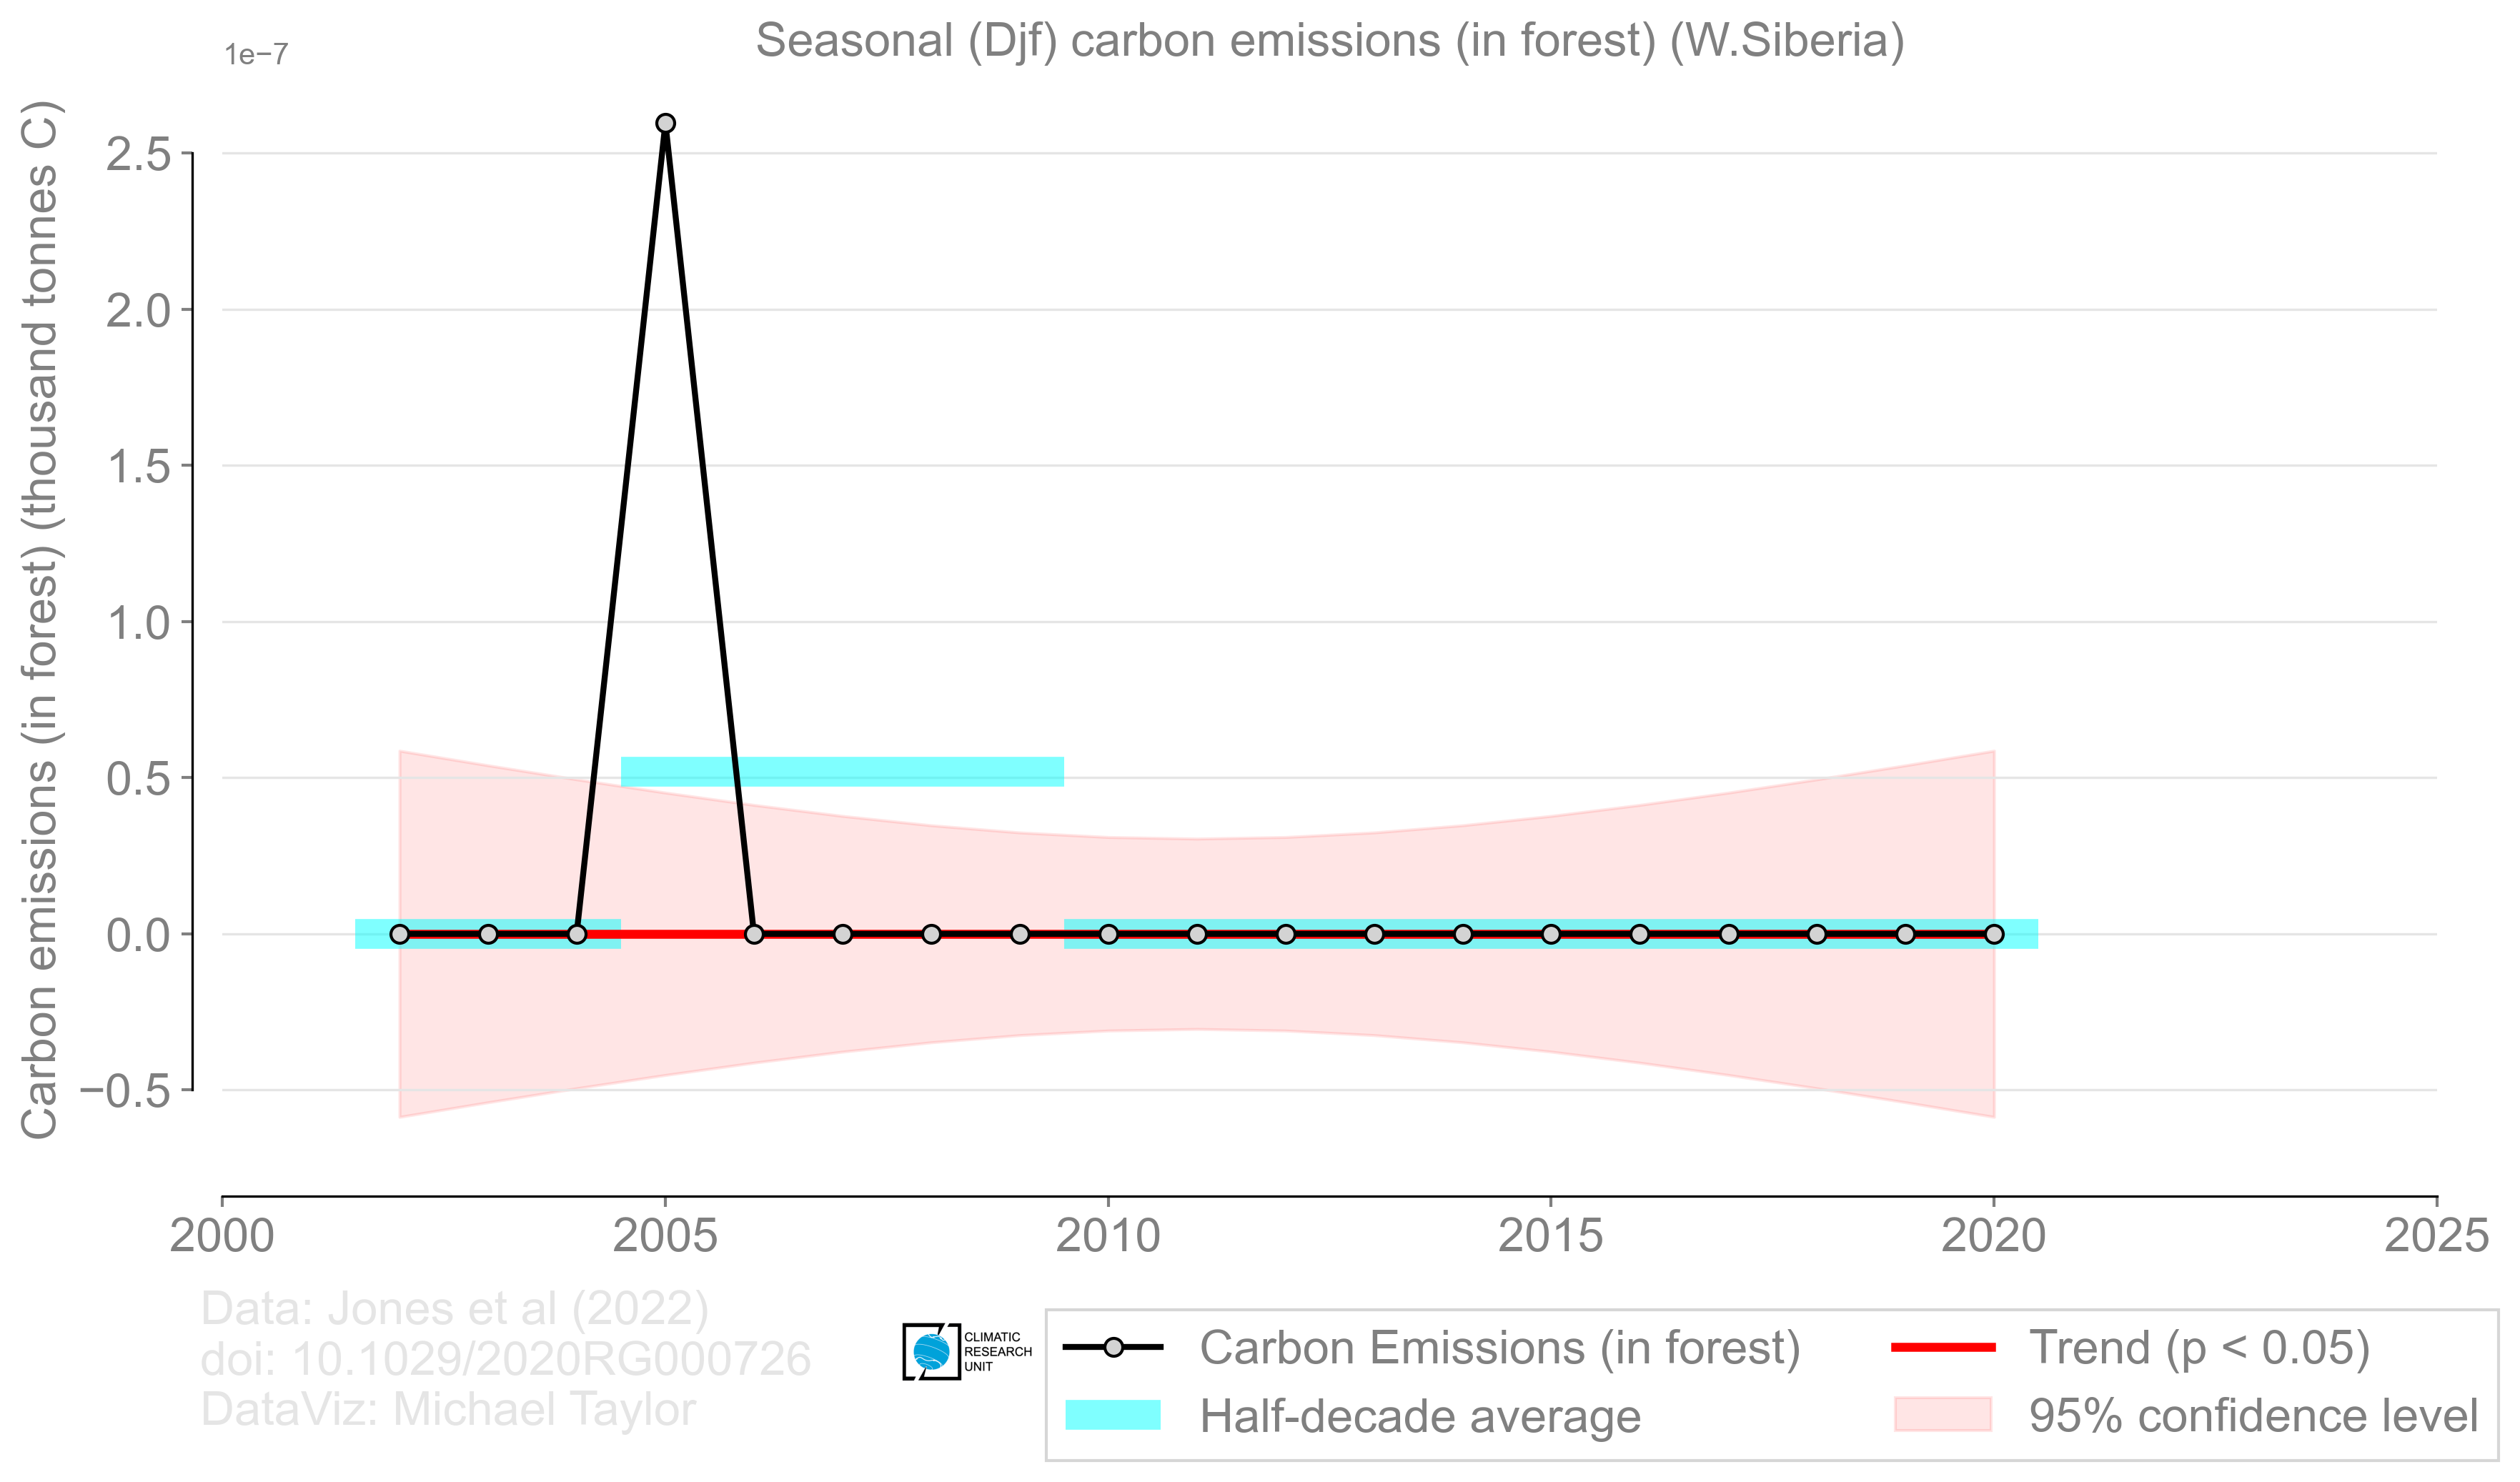 Seasonal (Djf) carbon emissions (in forest) (W.Siberia)
1e−7
Carbon emissions (in forest) (thousand tonnes C)
2.5
2.0
1.5
1.0
0.5
0.0
−0.5
2000
2005
2010
2015
2020
2025
Data: Jones et al (2022)
doi: 10.1029/2020RG000726
DataViz: Michael Taylor
CLIMATIC
RESEARCH
UNIT
Carbon Emissions (in forest)
Half-decade average
Trend (p < 0.05)
95% confidence level